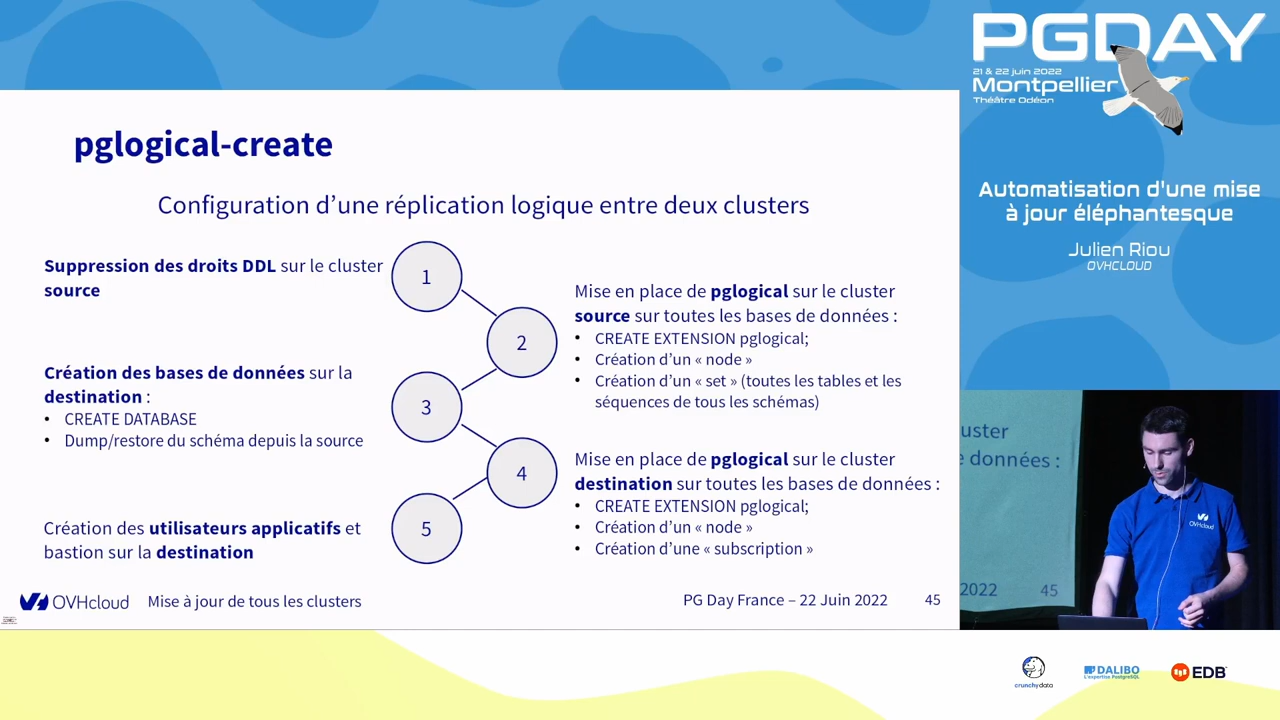 pglogical-create
Configuration d’une réplication logique entre deux clusters
Suppression des droits DDL sur le cluster
source
1
Mise en place de pglogical sur le cluster
source sur toutes les bases de données :
• CREATE EXTENSION pglogical;
• Création d’un « node »
• Création d’un « set » (toutes les tables et les
séquences de tous les schémas)
2
Création des bases de données sur la
destination :
• CREATE DATABASE
• Dump/restore du schéma depuis la source
3
Mise en place de pglogical sur le cluster
destination sur toutes les bases de données :
• CREATE EXTENSION pglogical;
• Création d’un « node »
• Création d’une « subscription »
4
Création des utilisateurs applicatifs et
bastion sur la destination
5
OVHcloud
Mise à jour de tous les clusters
PG Day France – 22 Juin 2022
45
PGDAY
21 & 22 juin 2022
Montpellier
Théâtre Odéon
Automatisation d'une mise
à jour éléphantesque
Julien Riou
OVHCLOUD
uster
e données :
2022
45
OVHcloud
crunchydata
DALIBO
L'expertise PostgreSQL
EDB